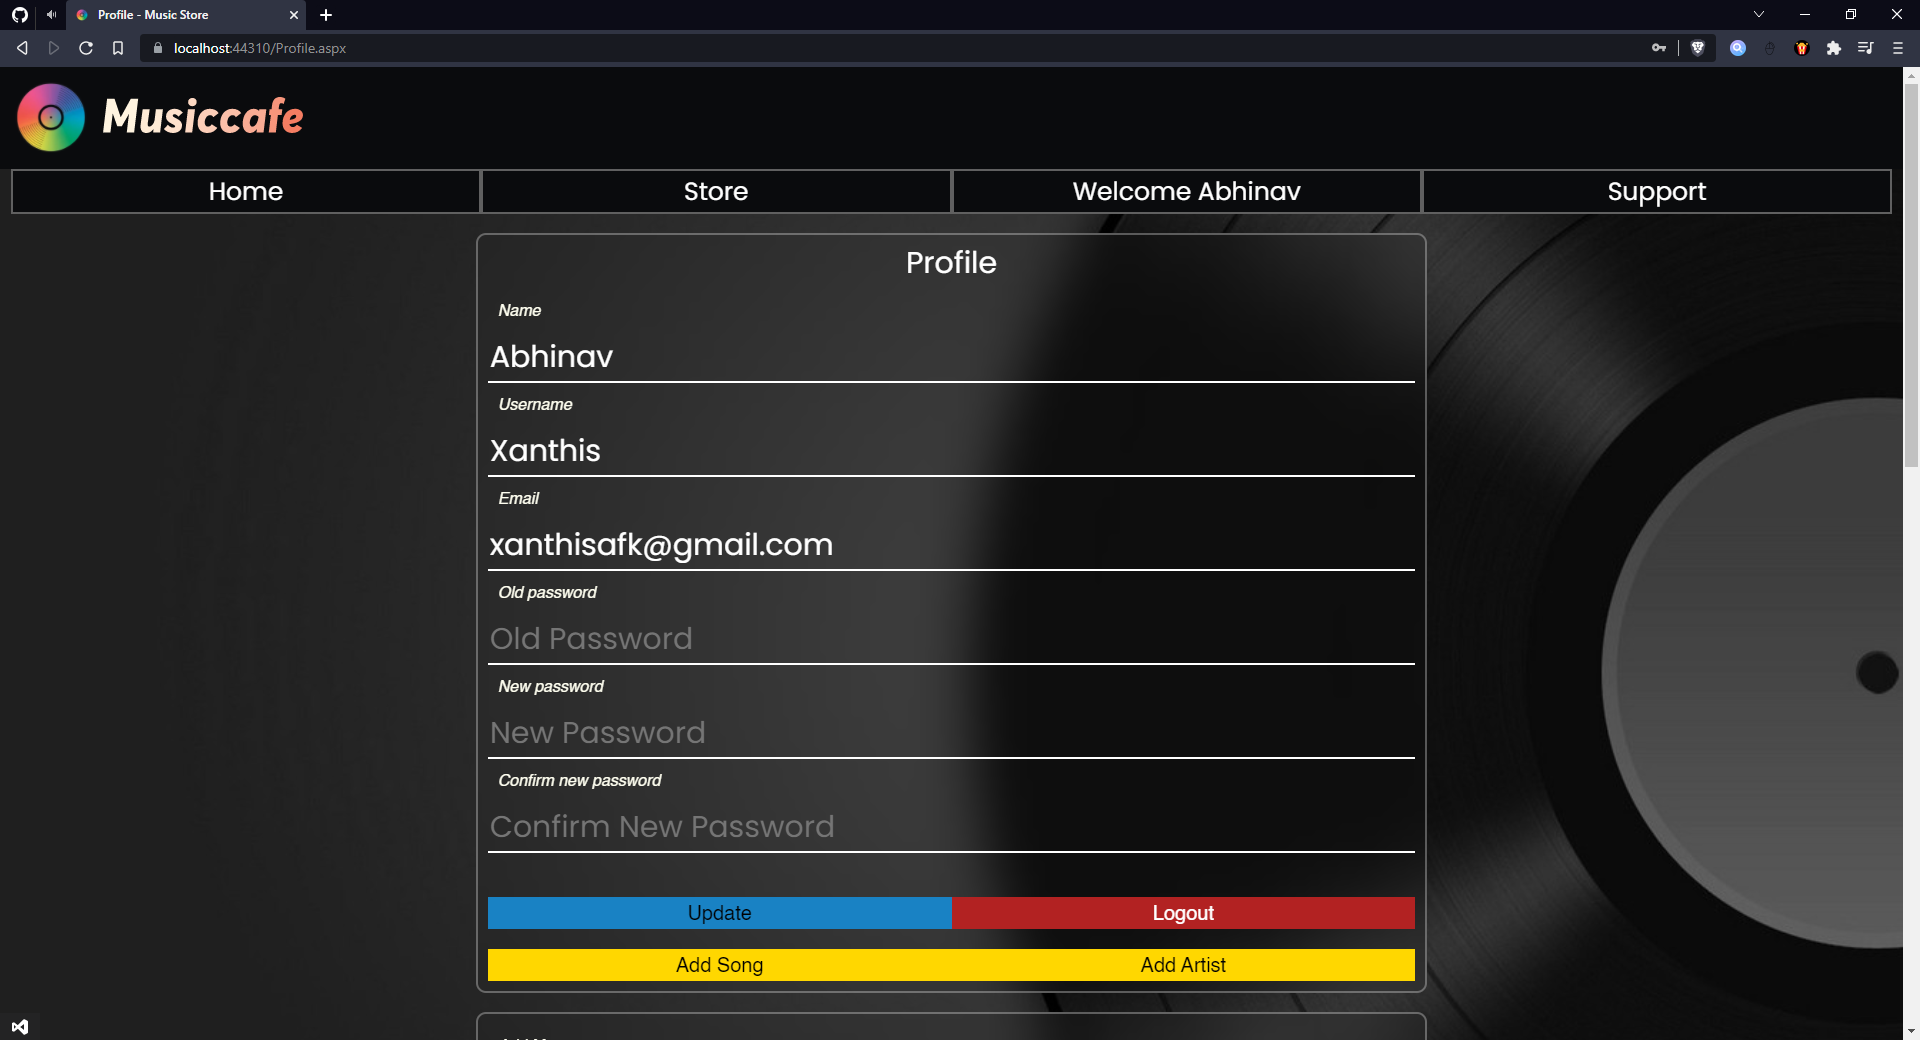 Profile - Music Store
localhost:44310/Profile.aspx
Musiccafe
Home
Store
Welcome Abhinav
Support
Profile
Name
Abhinav
Username
Xanthis
Email
xanthisafk@gmail.com
Old password
Old Password
New password
New Password
Confirm new password
Confirm New Password
Update
Logout
Add Song
Add Artist